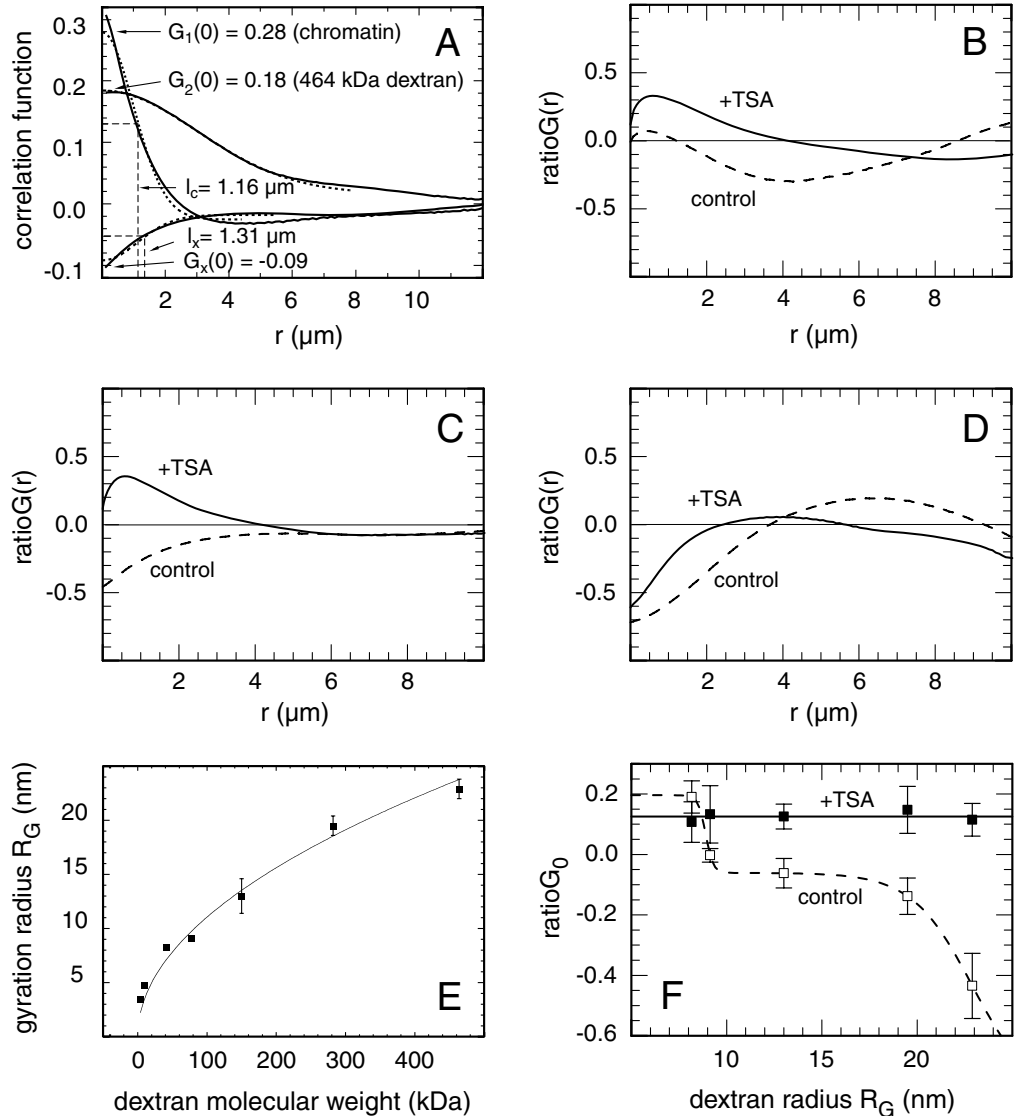 A
G1(0) = 0.28 (chromatin)
G2(0) = 0.18 (464 kDa dextran)
lc= 1.16 µm
lx= 1.31 µm
Gx(0) = -0.09
correlation function
0.3
0.2
0.1
0.0
-0.1
2
4
6
8
10
r (µm)
B
+TSA
control
ratioG(r)
0.5
0.0
-0.5
2
4
6
8
r (µm)
C
+TSA
control
ratioG(r)
0.5
0.0
-0.5
2
4
6
8
r (µm)
D
+TSA
control
ratioG(r)
0.5
0.0
-0.5
2
4
6
8
r (µm)
E
gyration radius RG (nm)
20
15
10
5
0
100
200
300
400
dextran molecular weight (kDa)
F
+TSA
control
ratioG0
0.2
0.0
-0.2
-0.4
-0.6
10
15
20
dextran radius RG (nm)